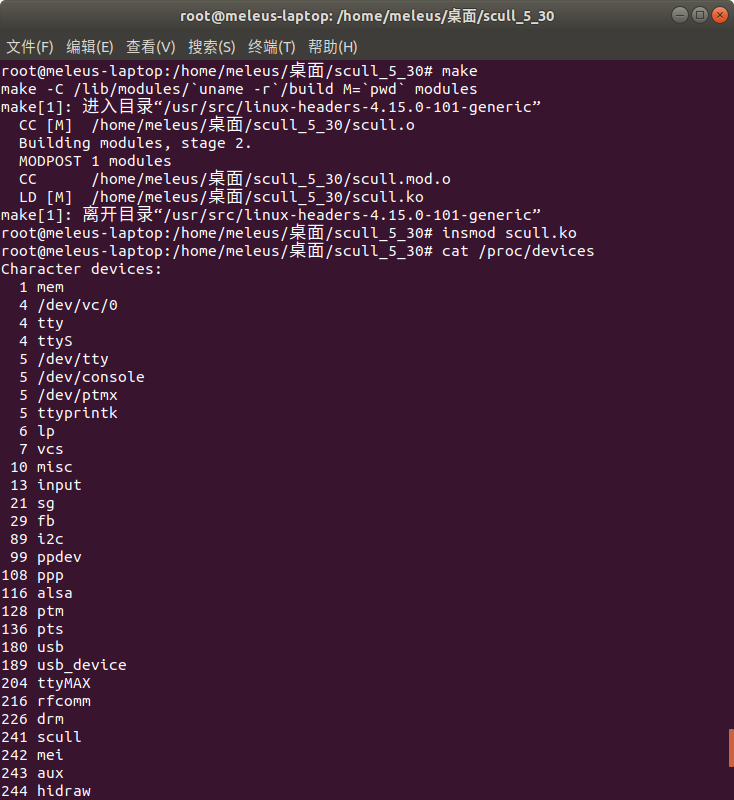 root@meleus-laptop: /home/meleus/桌面/scull_5_30
文件(F) 编辑(E) 查看(V) 搜索(S) 终端(T) 帮助(H)
root@meleus-laptop:/home/meleus/桌面/scull_5_30# make
make -C /lib/modules/`uname -r`/build M=`pwd` modules
make[1]: 进入目录“/usr/src/linux-headers-4.15.0-101-generic”
  CC [M]  /home/meleus/桌面/scull_5_30/scull.o
  Building modules, stage 2.
  MODPOST 1 modules
  CC      /home/meleus/桌面/scull_5_30/scull.mod.o
  LD [M]  /home/meleus/桌面/scull_5_30/scull.ko
make[1]: 离开目录“/usr/src/linux-headers-4.15.0-101-generic”
root@meleus-laptop:/home/meleus/桌面/scull_5_30# insmod scull.ko
root@meleus-laptop:/home/meleus/桌面/scull_5_30# cat /proc/devices
Character devices:
  1 mem
  4 /dev/vc/0
  4 tty
  4 ttyS
  5 /dev/tty
  5 /dev/console
  5 /dev/ptmx
  5 ttyprintk
  6 lp
  7 vcs
 10 misc
 13 input
 21 sg
 29 fb
 89 i2c
 99 ppdev
108 ppp
116 alsa
128 ptm
136 pts
180 usb
189 usb_device
204 ttyMAX
216 rfcomm
226 drm
241 scull
242 mei
243 aux
244 hidraw